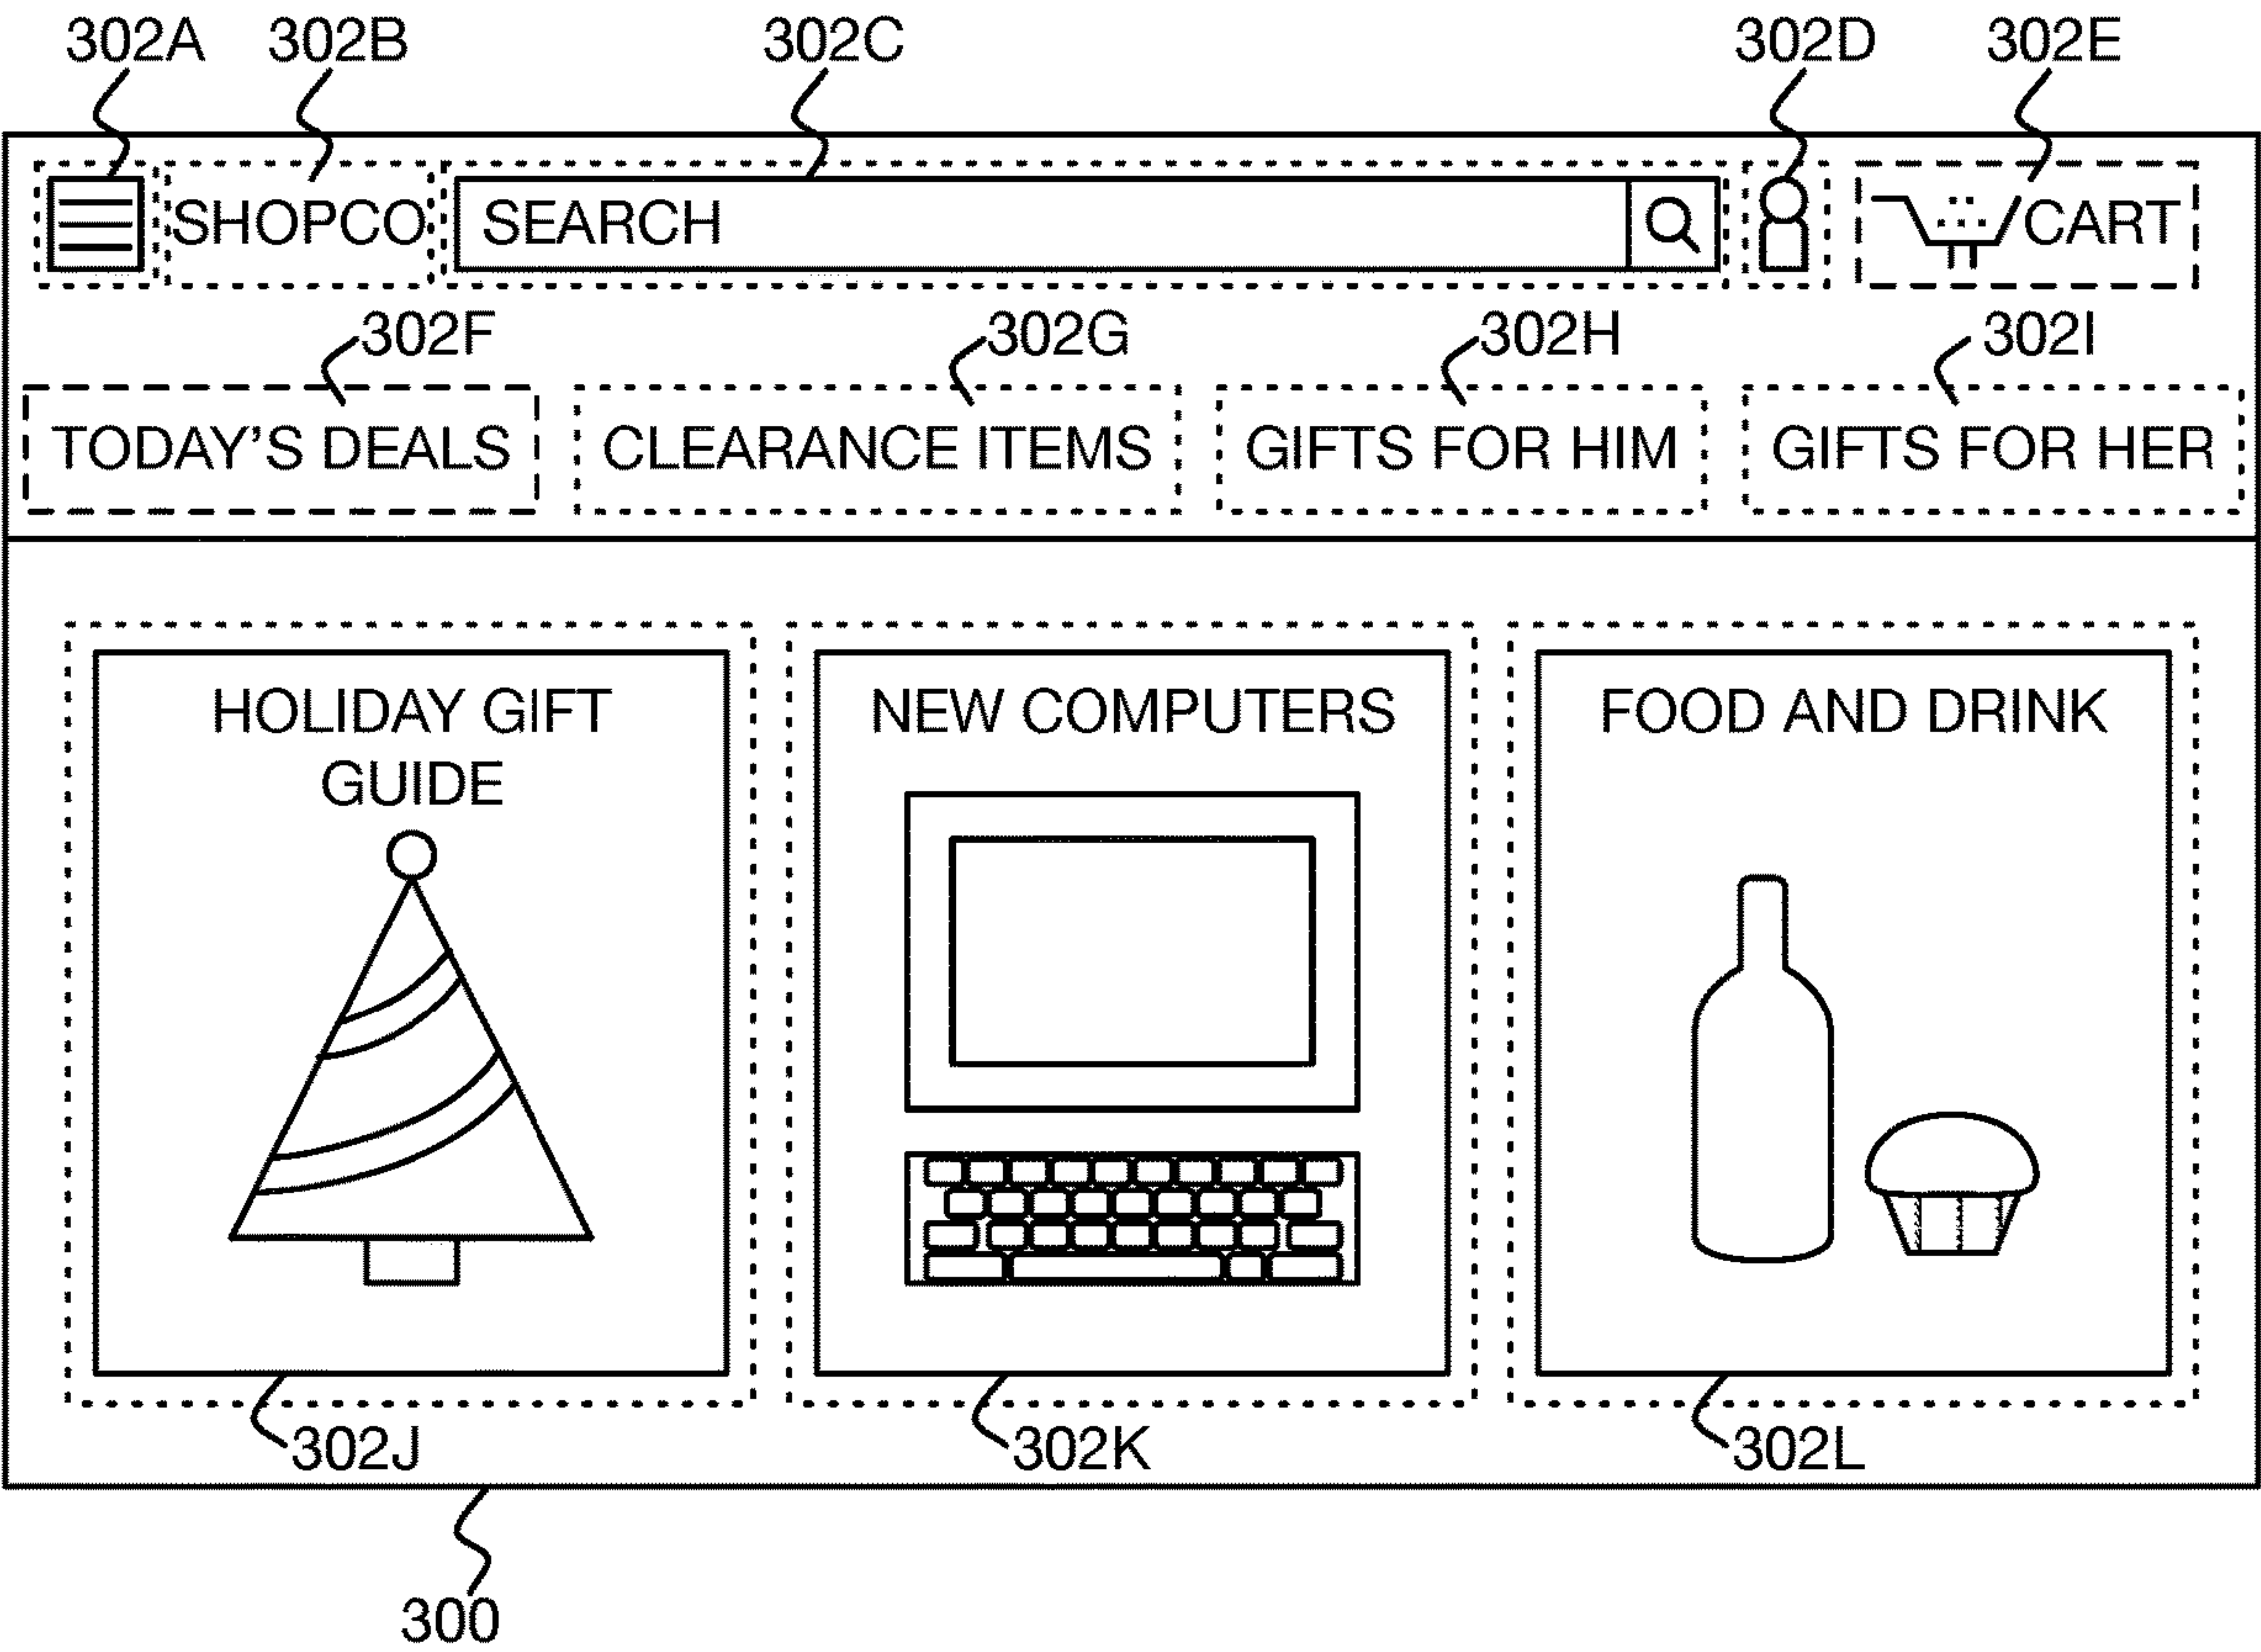 302A 302B 302C 302D 302E
SHOPCO SEARCH CART
302F 302G 302H 302I
TODAY'S DEALS CLEARANCE ITEMS GIFTS FOR HIM GIFTS FOR HER
HOLIDAY GIFT
GUIDE
NEW COMPUTERS
FOOD AND DRINK
302J 302K 302L
300